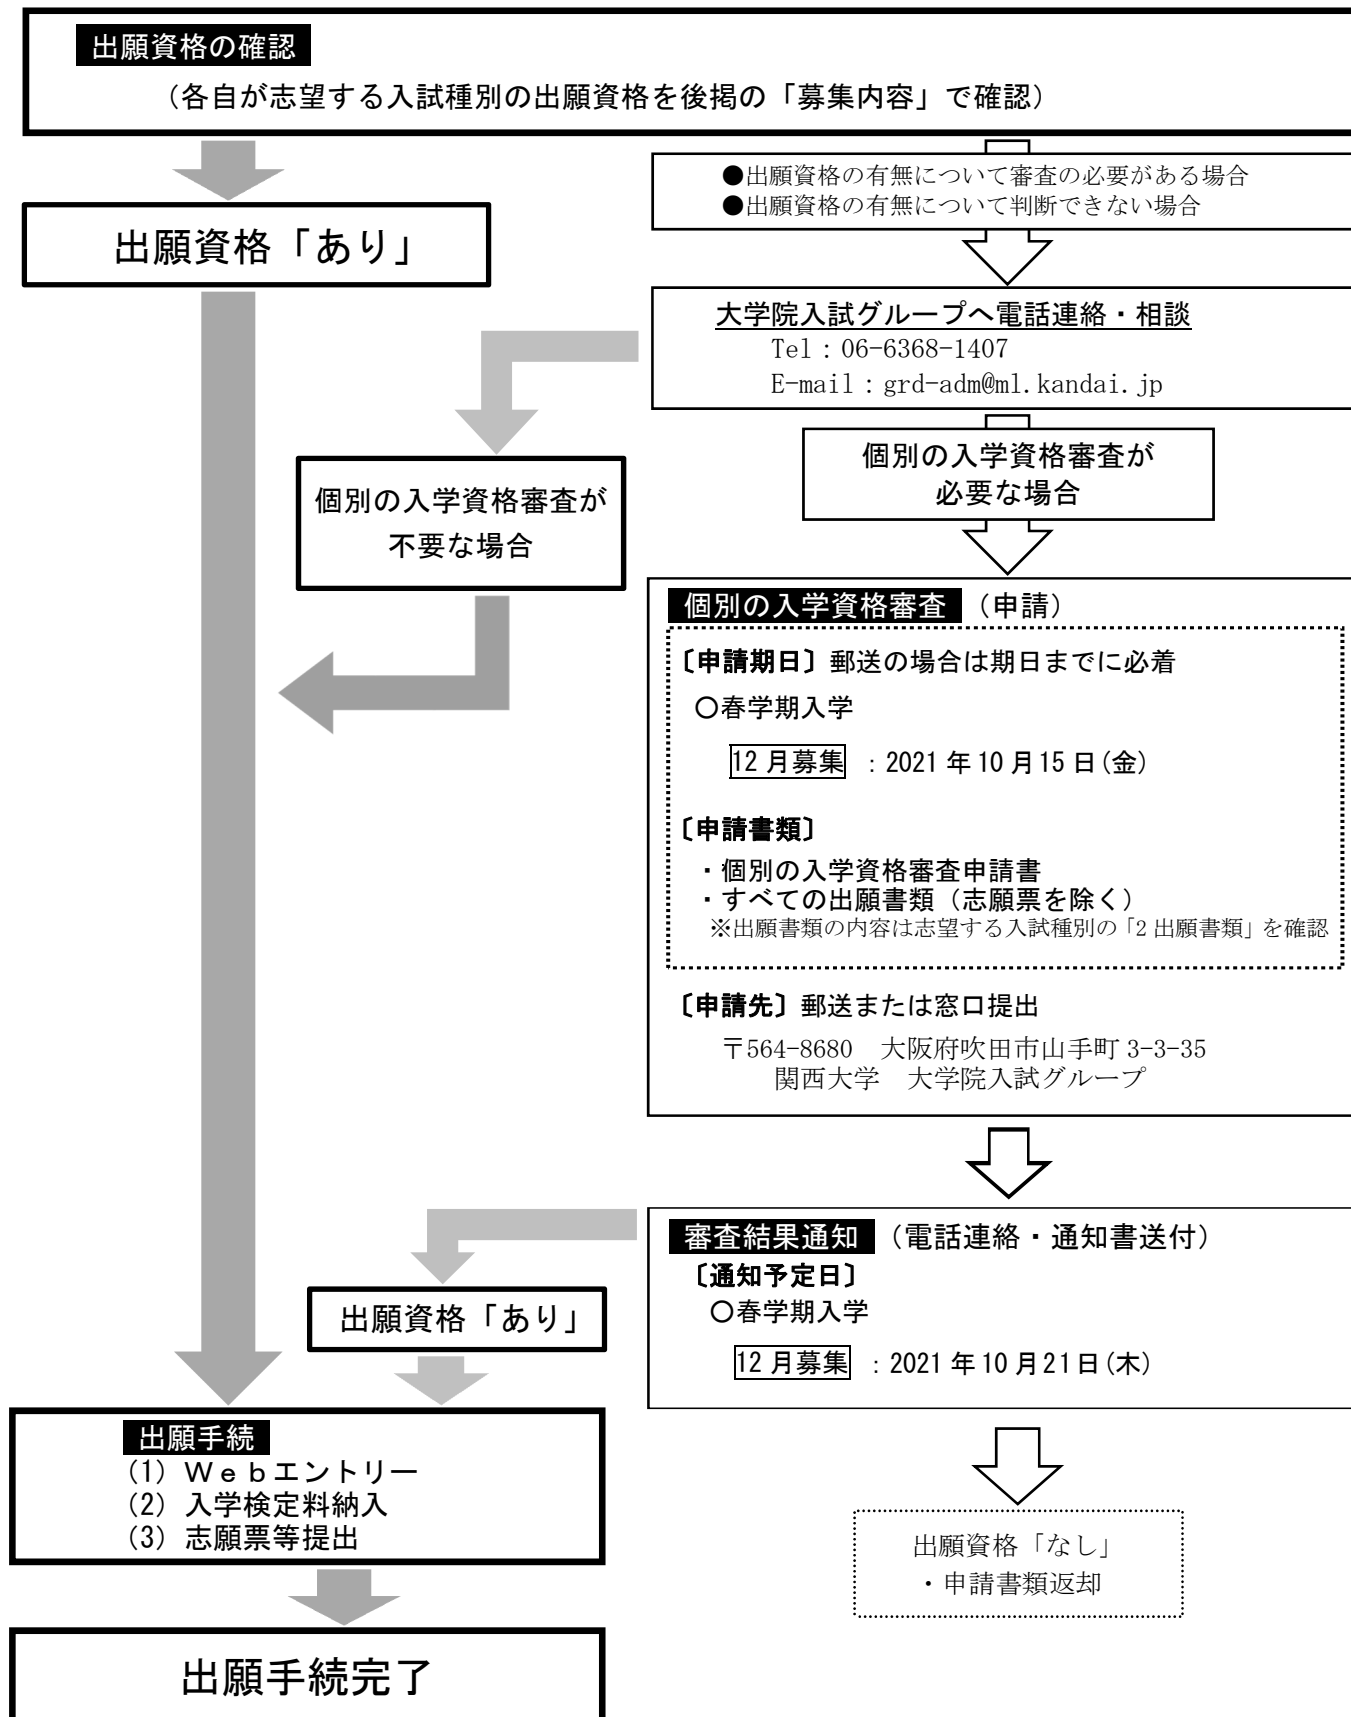 出願資格の確認
（各自が志望する入試種別の出願資格を後掲の「募集内容」で確認）
●出願資格の有無について審査の必要がある場合
●出願資格の有無について判断できない場合
出願資格「あり」
大学院入試グループへ電話連絡・相談
Tel：06-6368-1407
E-mail：grd-adm@ml.kandai.jp
個別の入学資格審査が
不要な場合
個別の入学資格審査が
必要な場合
個別の入学資格審査 （申請）
〔申請期日〕郵送の場合は期日までに必着
〇春学期入学
12 月募集 ：2021 年 10 月 15 日(金)
〔申請書類〕
・個別の入学資格審査申請書
・すべての出願書類（志願票を除く）
※出願書類の内容は志望する入試種別の「2 出願書類」を確認
〔申請先〕郵送または窓口提出
〒564-8680　大阪府吹田市山手町 3-3-35
関西大学　大学院入試グループ
審査結果通知 （電話連絡・通知書送付）
〔通知予定日〕
〇春学期入学
12 月募集 ：2021 年 10 月 21 日(木)
出願資格「あり」
出願手続
(1) Ｗｅｂエントリー
(2) 入学検定料納入
(3) 志願票等提出
出願資格「なし」
・申請書類返却
出願手続完了